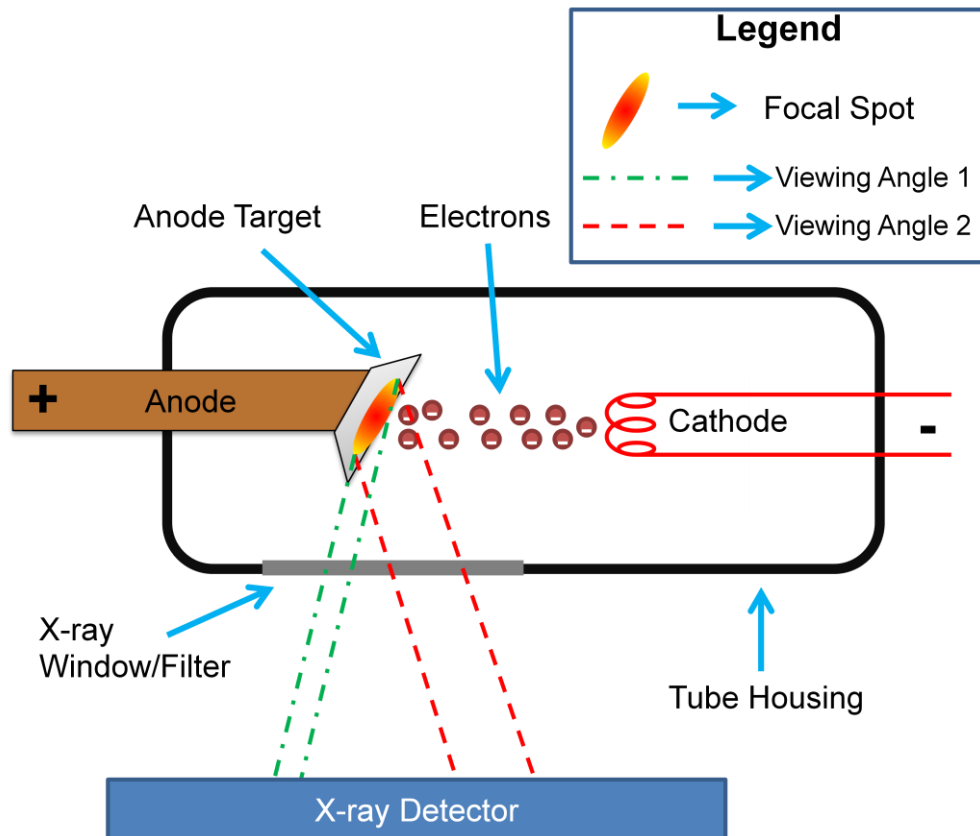 Legend
Focal Spot
Viewing Angle 1
Viewing Angle 2
Anode Target
Electrons
+
Anode
Cathode
-
X-ray
Window/Filter
Tube Housing
X-ray Detector